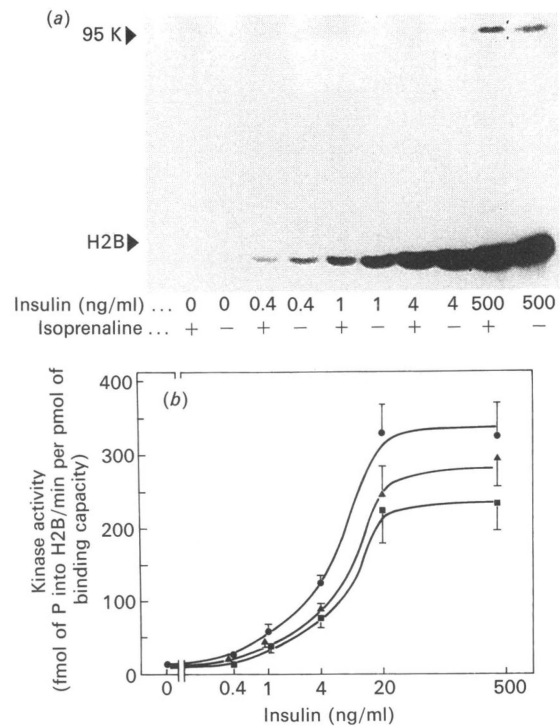 (a)
95 K▶
H2B▶
Insulin (ng/ml) ... 0 0 0.4 0.4 1 1 4 4 500 500
Isoprenaline ... + − + − + − + − + −
(b)
400
300
200
100
0
Kinase activity
(fmol of P into H2B/min per pmol of
binding capacity)
0 0.4 1 4 20 500
Insulin (ng/ml)